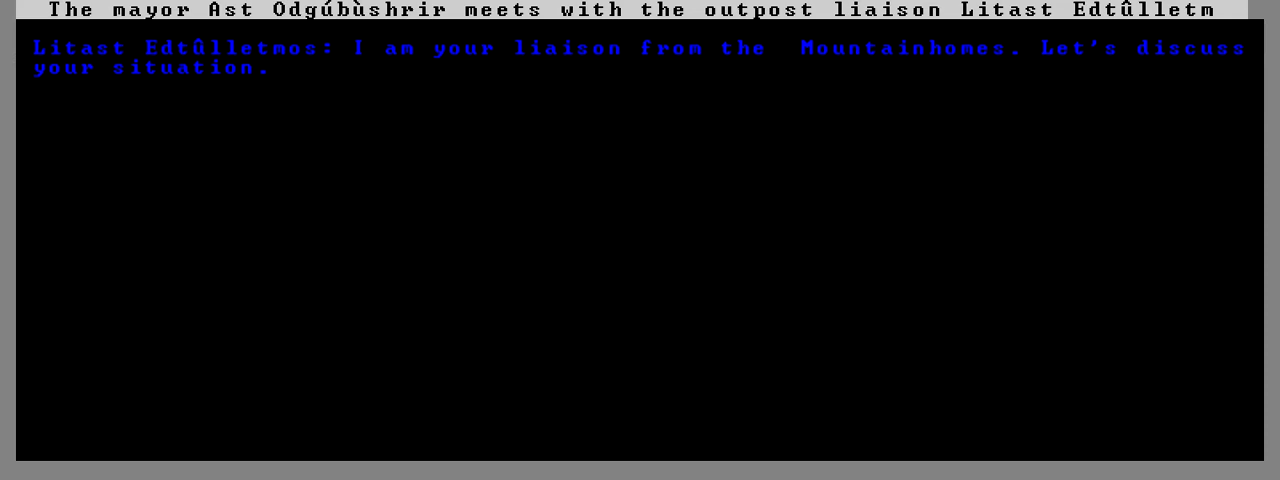 The mayor Ast Odgúbùshrir meets with the outpost liaison Litast Edtûlletm
Litast Edtûlletmos: I am your liaison from the  Mountainhomes. Let's discuss
your situation.